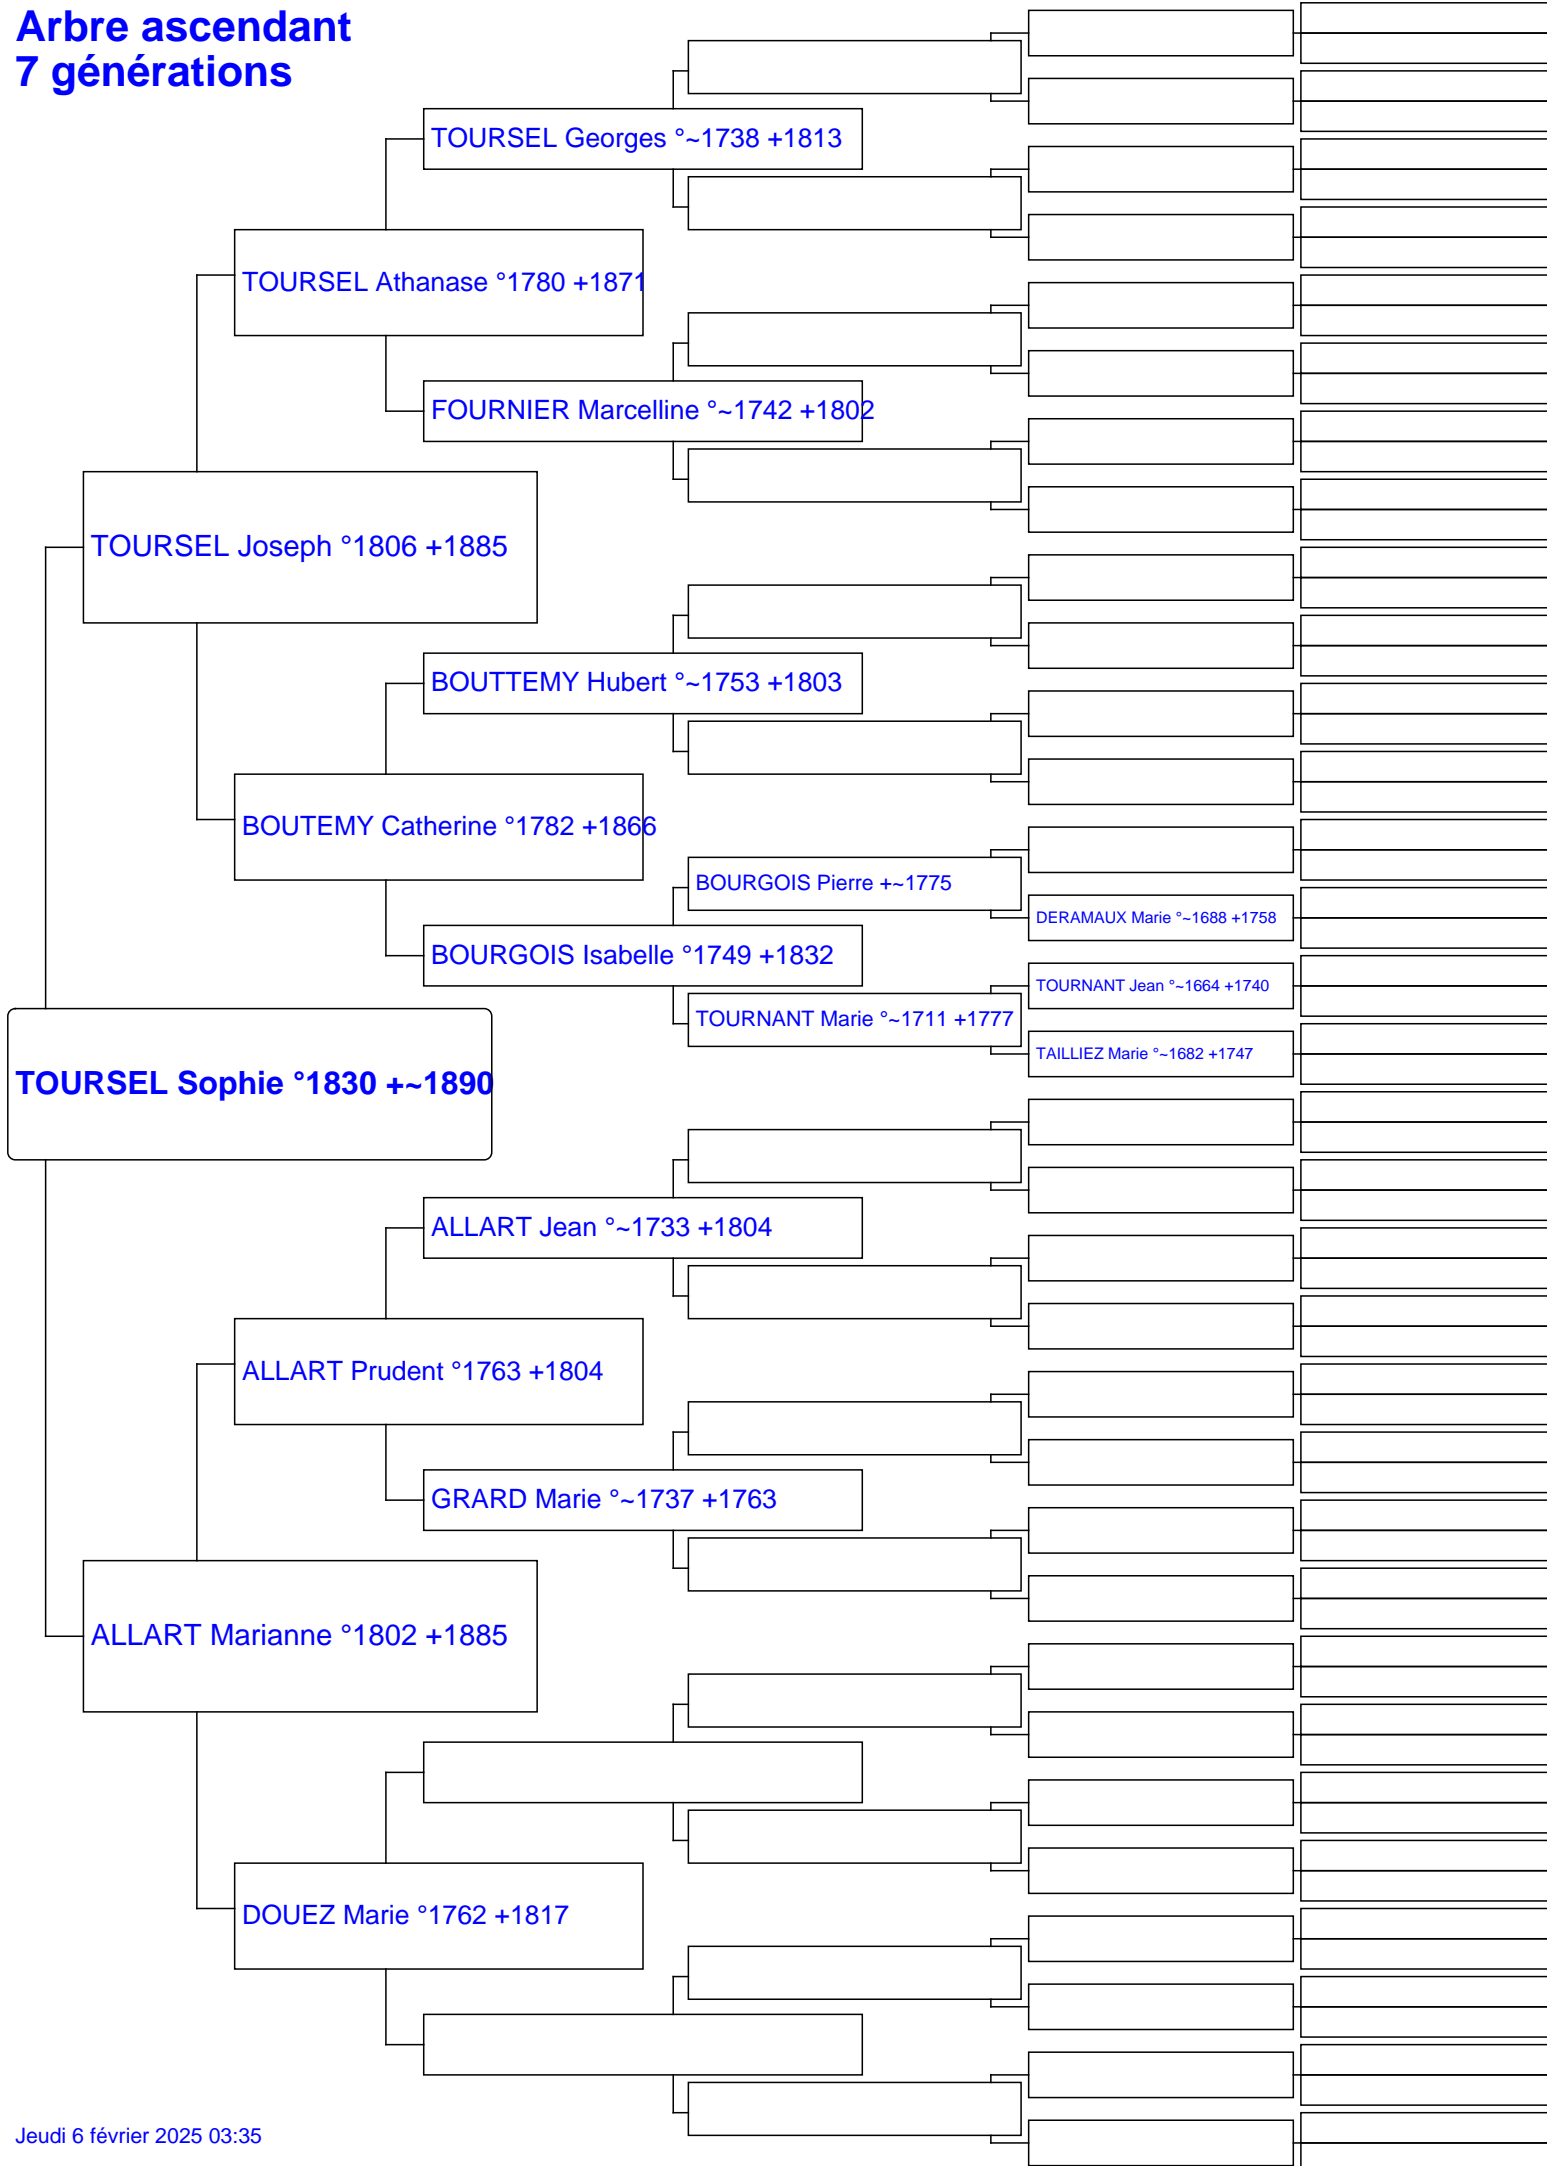 Arbre ascendant
7 générations
TOURSEL Georges °~1738 +1813
TOURSEL Athanase °1780 +1871
FOURNIER Marcelline °~1742 +1802
TOURSEL Joseph °1806 +1885
BOUTTEMY Hubert °~1753 +1803
BOUTEMY Catherine °1782 +1866
BOURGOIS Pierre +~1775
DERAMAUX Marie °~1688 +1758
BOURGOIS Isabelle °1749 +1832
TOURNANT Jean °~1664 +1740
TOURNANT Marie °~1711 +1777
TAILLIEZ Marie °~1682 +1747
TOURSEL Sophie °1830 +~1890
ALLART Jean °~1733 +1804
ALLART Prudent °1763 +1804
GRARD Marie °~1737 +1763
ALLART Marianne °1802 +1885
DOUEZ Marie °1762 +1817
Jeudi 6 février 2025 03:35